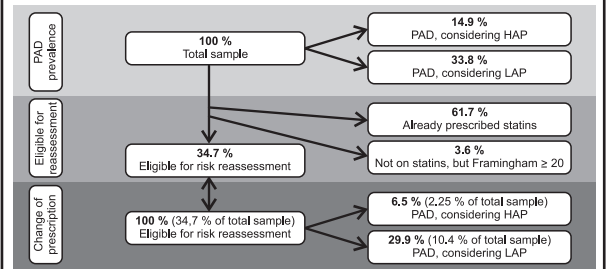 PAD
prevalence
100 %
Total sample
14.9 %
PAD, considering HAP
33.8 %
PAD, considering LAP
Eligible for
reassessment
61.7 %
Already prescribed statins
3.6 %
Not on statins, but Framingham ≥ 20
34.7 %
Eligible for risk reassessment
Change of
prescription
100 % (34,7 % of total sample)
Eligible for risk reassessment
6.5 % (2.25 % of total sample)
PAD, considering HAP
29.9 % (10.4 % of total sample)
PAD, considering LAP